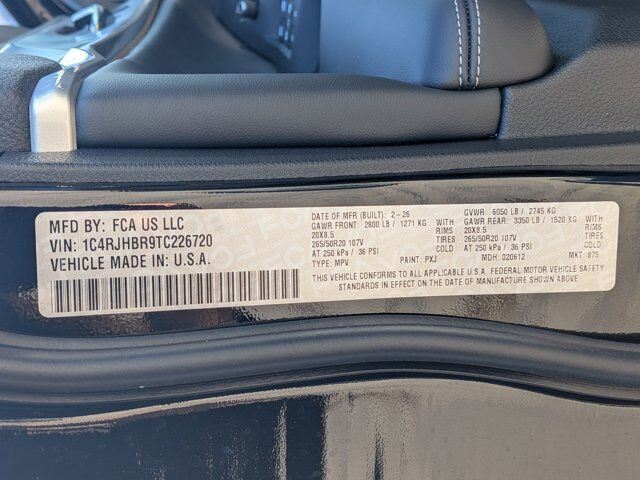 MFD BY: FCA US LLC
VIN: 1C4RJHBR9TC226720
VEHICLE MADE IN: U.S.A.
DATE OF MFR (BUILT): 2-26 GVWR: 6050 LB / 2745 KG
GAWR FRONT: 2800 LB / 1271 KG WITH GAWR REAR: 3350 LB / 1520 KG WITH
20X8.5 RIMS 20X8.5 RIMS
265/50R20 107V TIRES 265/50R20 107V TIRES
AT 250 kPa / 36 PSI COLD AT 250 kPa / 36 PSI COLD
TYPE: MPV PAINT: PXJ MDH: 020612 MKT: 875
THIS VEHICLE CONFORMS TO ALL APPLICABLE U.S.A. FEDERAL MOTOR VEHICLE SAFETY
STANDARDS IN EFFECT ON THE DATE OF MANUFACTURE SHOWN ABOVE.